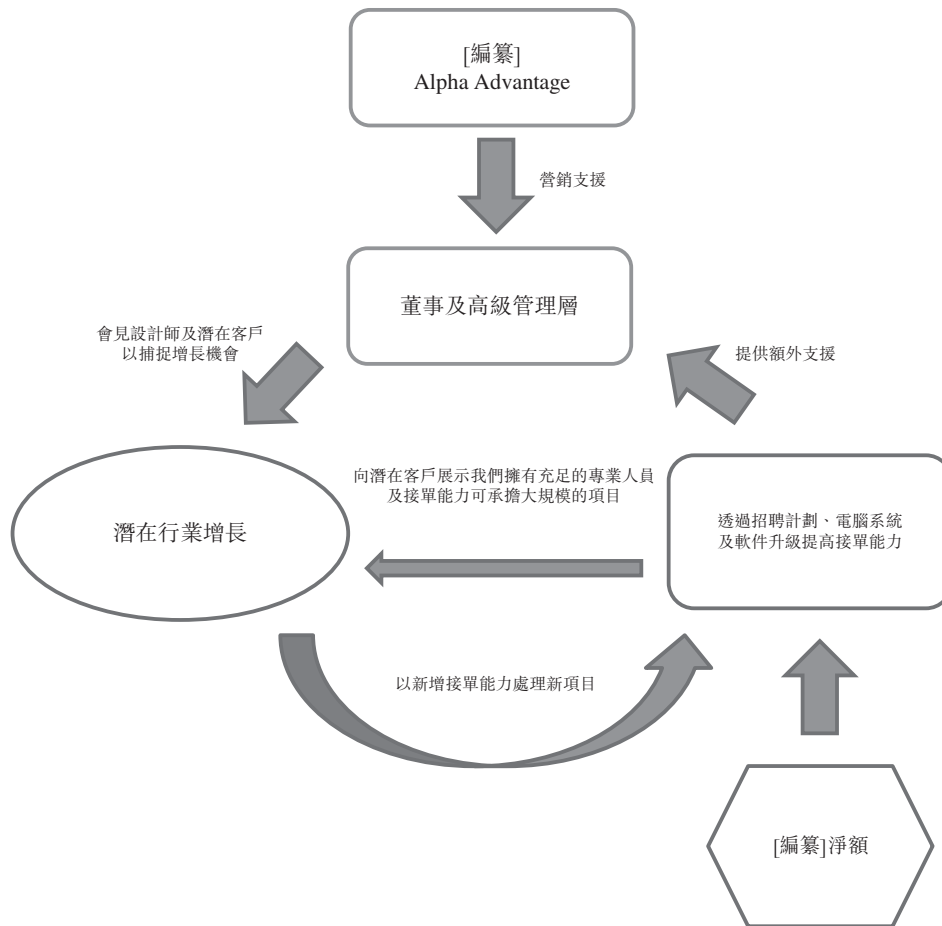 [編纂]
Alpha Advantage
營銷支援
董事及高級管理層
會見設計師及潛在客戶
以捕捉增長機會
提供額外支援
向潛在客戶展示我們擁有充足的專業人員
及接單能力可承擔大規模的項目
潛在行業增長
透過招聘計劃、電腦系統
及軟件升級提高接單能力
以新增接單能力處理新項目
[編纂]淨額